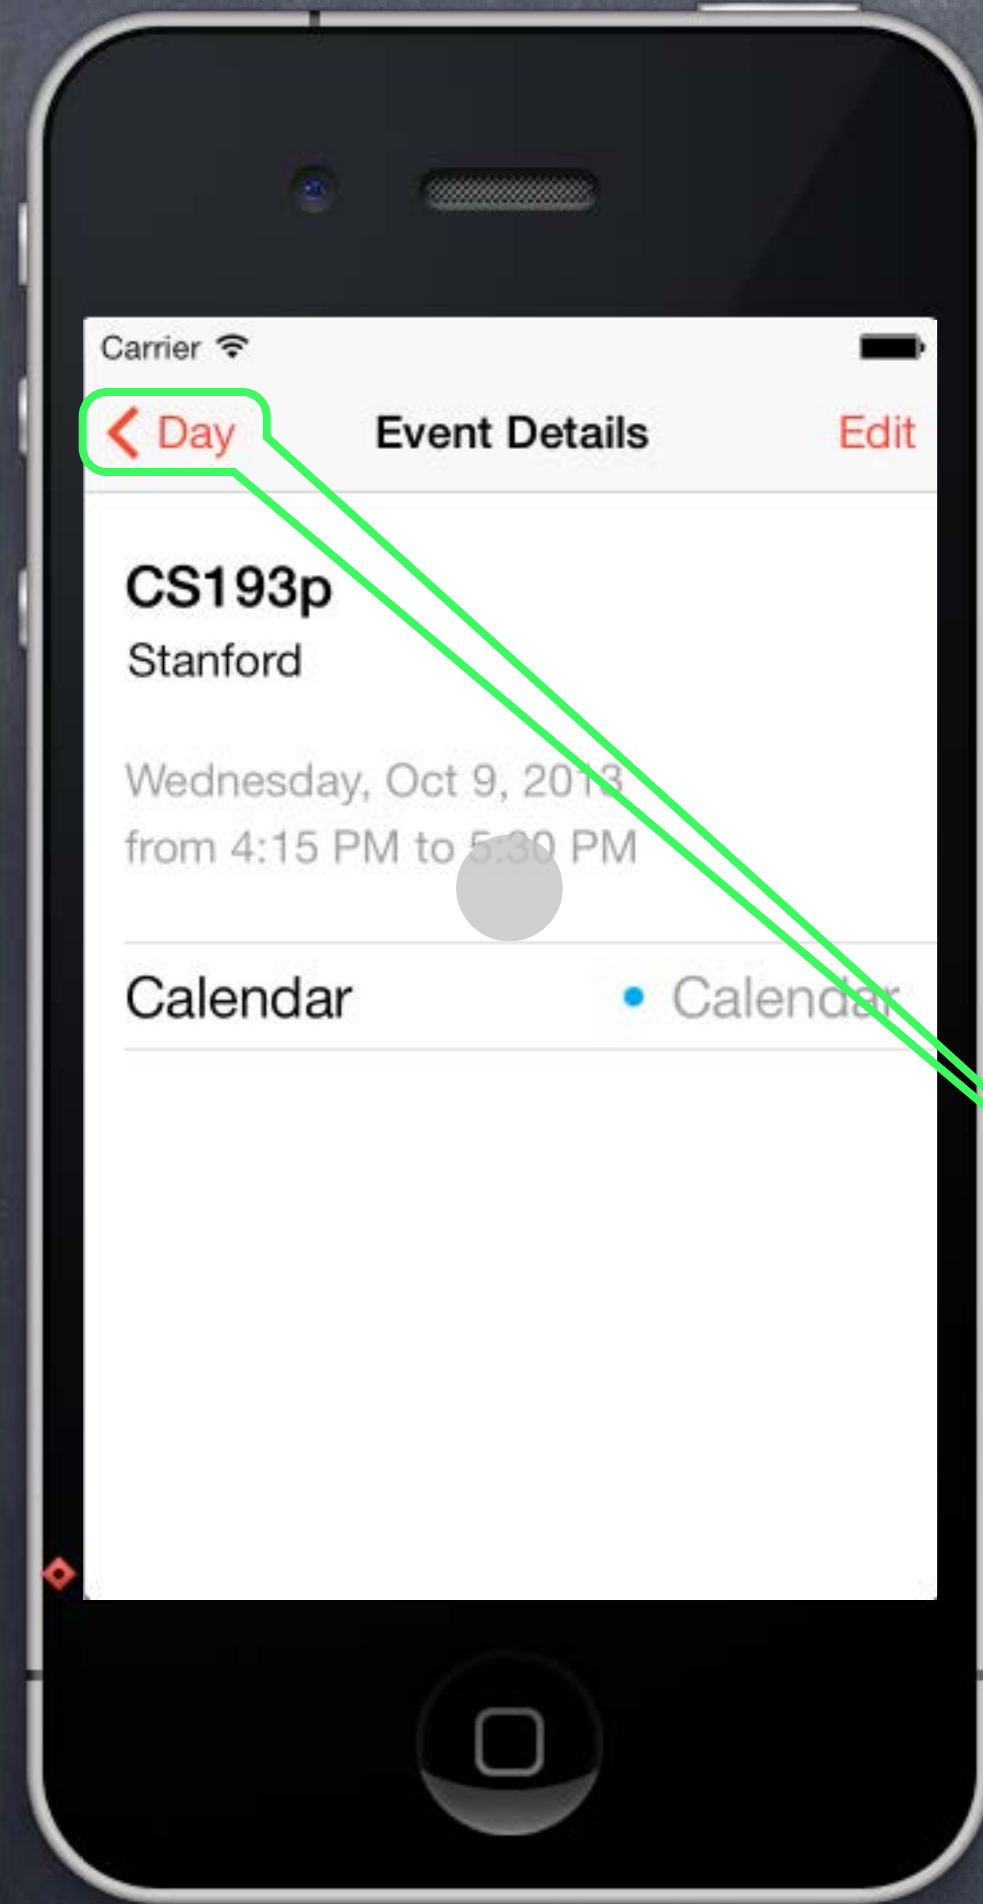 Carrier
Day Event Details Edit
CS193p
Stanford
Wednesday, Oct 9, 2013
from 4:15 PM to 5:30 PM
Calendar Calendar